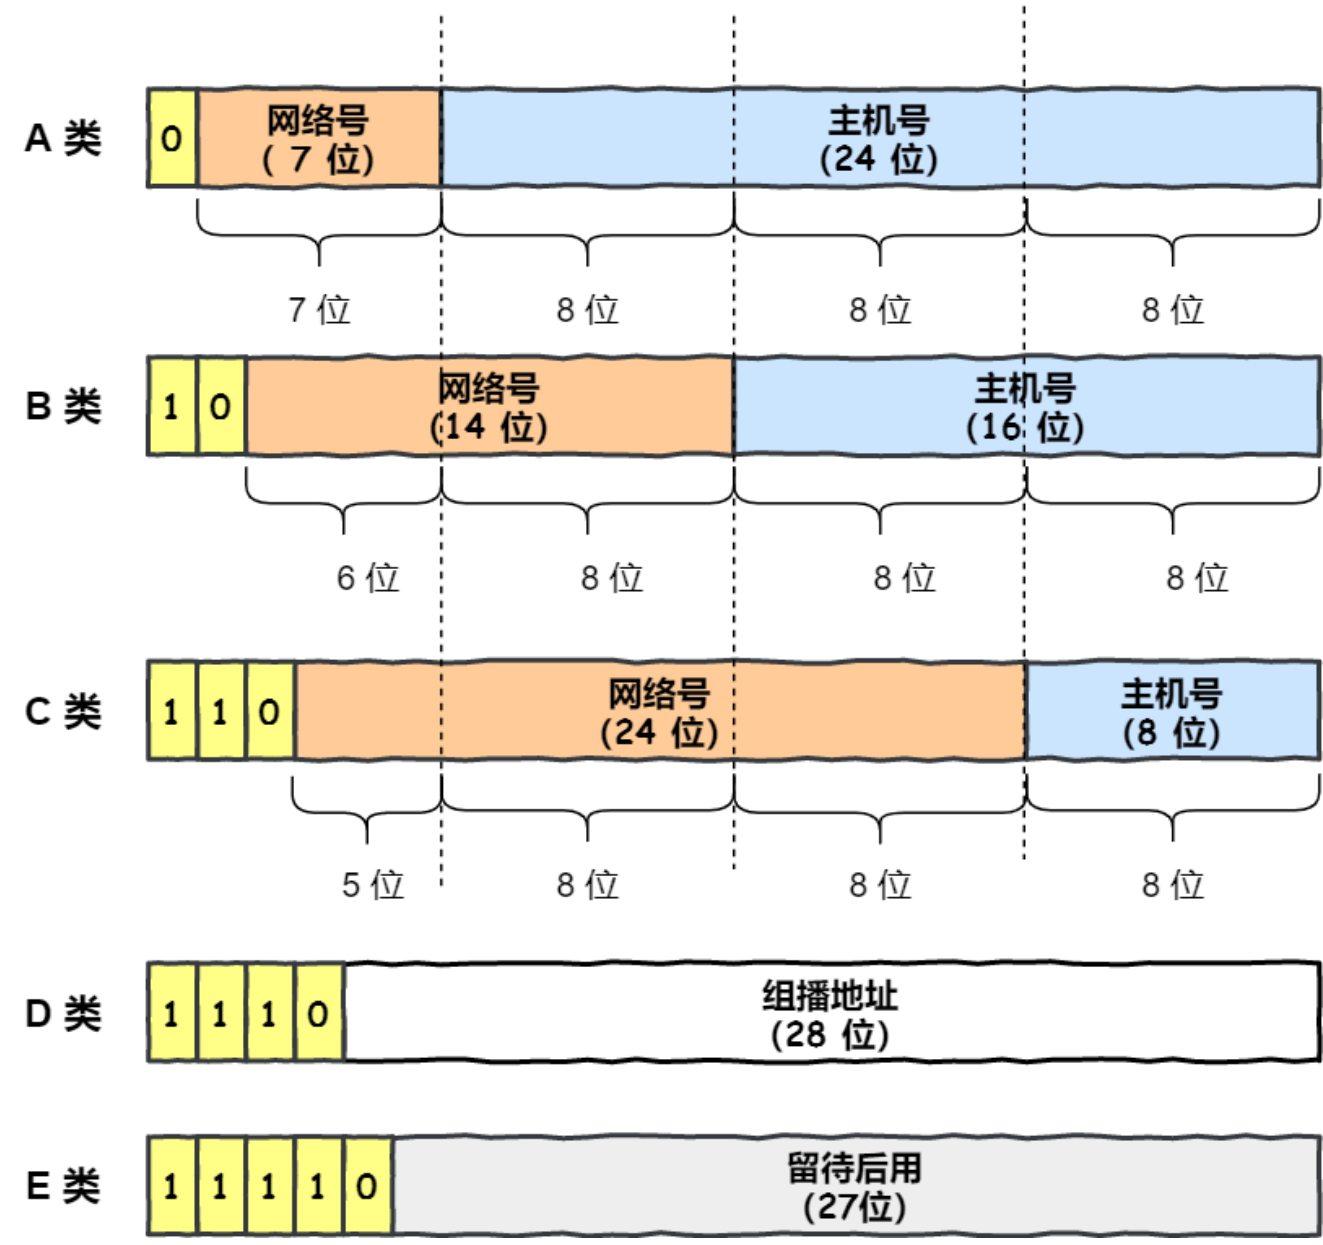 A 类
0
网络号
( 7 位)
主机号
(24 位)
7 位
8 位
8 位
8 位
B 类
1 0
网络号
(14 位)
主机号
(16 位)
6 位
8 位
8 位
8 位
C 类
1 1 0
网络号
(24 位)
主机号
(8 位)
5 位
8 位
8 位
8 位
D 类
1 1 1 0
组播地址
(28 位)
E 类
1 1 1 1 0
留待后用
(27位)